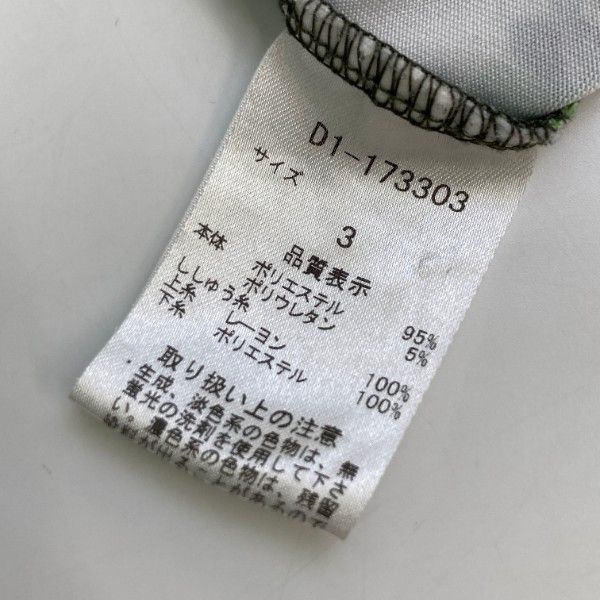 D1-173303
サイズ
3
品質表示
本体 ポリエステル 95%
ポリウレタン 5%
ししゅう糸
上糸 レーヨン 100%
下糸 ポリエステル 100%
取り扱い上の注意
生成、淡色系の色物は、無
蛍光の洗剤を使用して下さ
い。濃色系の色物は、残留